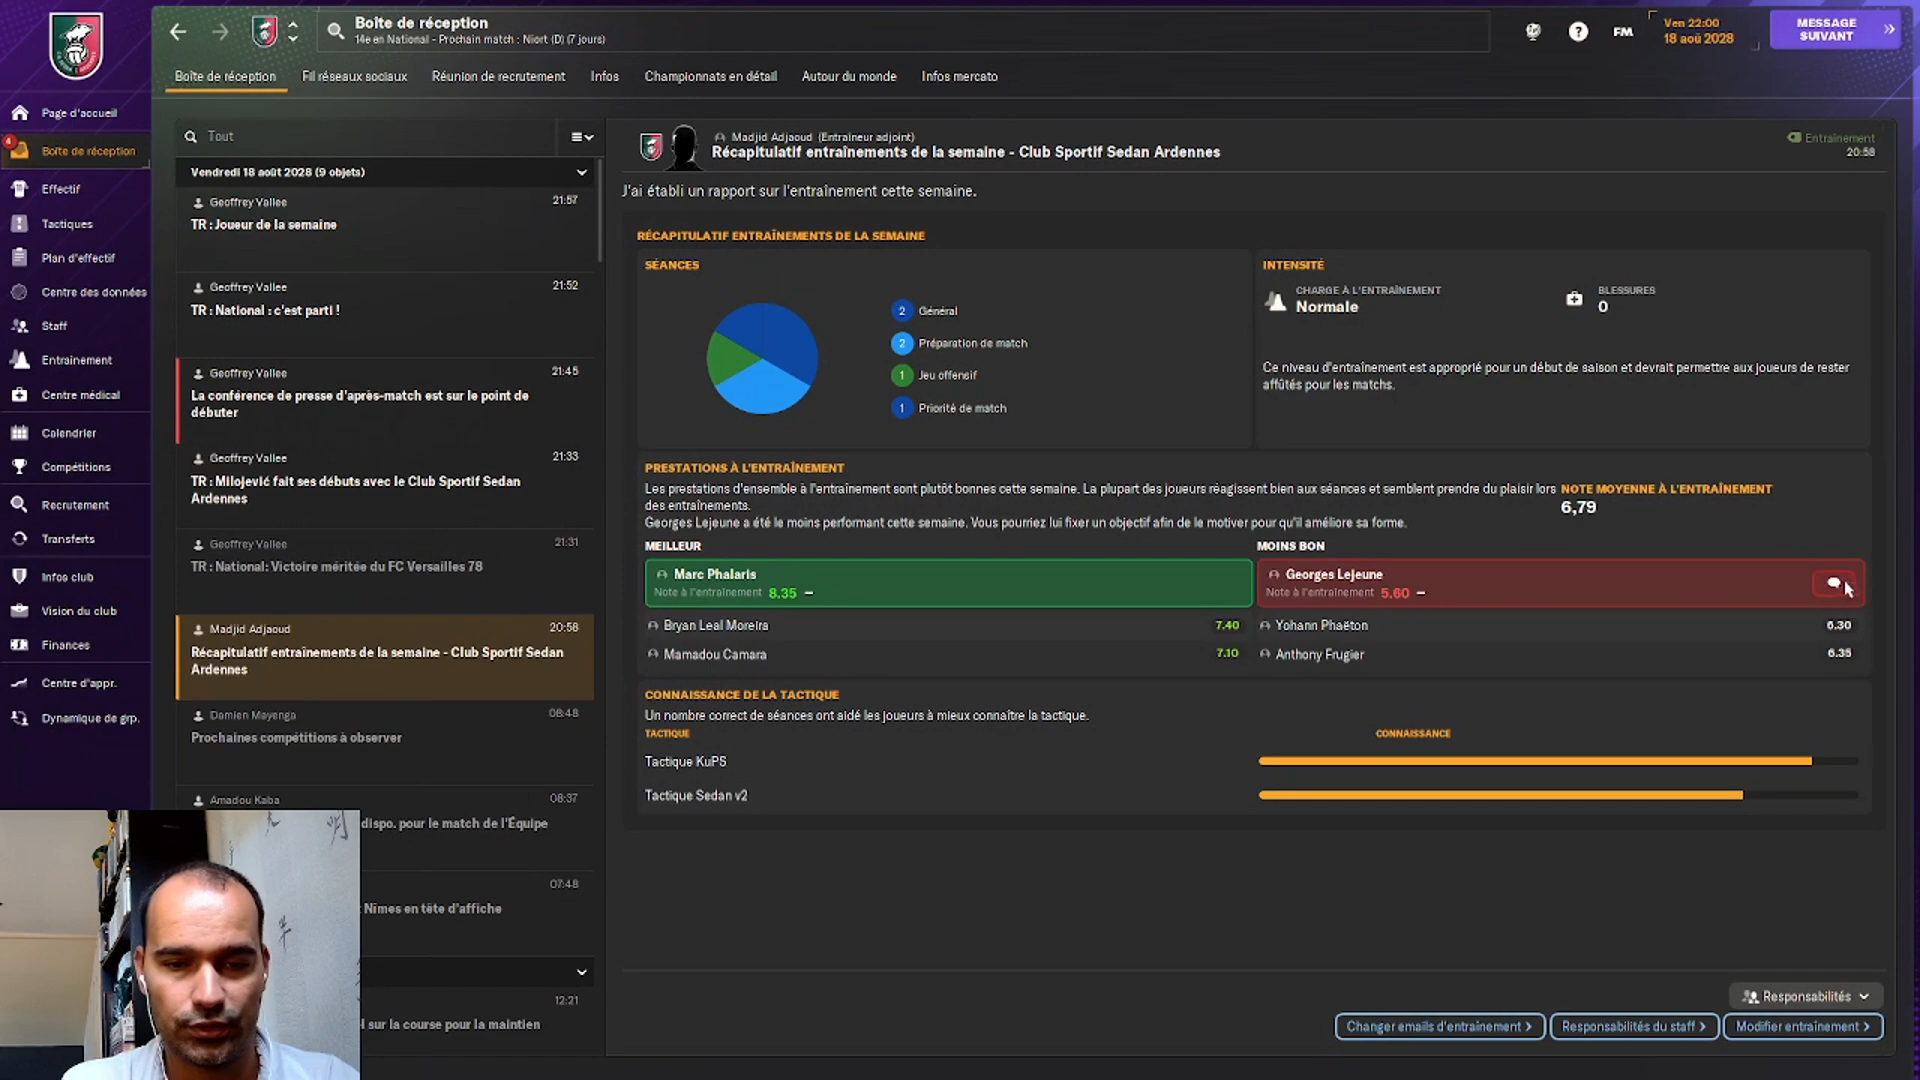 Boîte de réception
14e en National - Prochain match : Niort (D) (7 jours)
FM
Ven 22:00
18 aoû 2028
MESSAGE
SUIVANT
Boîte de réception
Fil réseaux sociaux
Réunion de recrutement
Infos
Championnats en détail
Autour du monde
Infos mercato
Page d'accueil
4
Boîte de réception
Effectif
Tactiques
Plan d'effectif
Centre des données
Staff
Entraînement
Centre médical
Calendrier
Compétitions
Recrutement
Transferts
Infos club
Vision du club
Finances
Centre d'appr.
Dynamique de grp.
Tout
Vendredi 18 août 2028 (9 objets)
Geoffrey Vallee 21:57
TR : Joueur de la semaine
Geoffrey Vallee 21:52
TR : National : c'est parti !
Geoffrey Vallee 21:45
La conférence de presse d'après-match est sur le point de
débuter
Geoffrey Vallee 21:33
TR : Milojević fait ses débuts avec le Club Sportif Sedan
Ardennes
Geoffrey Vallee 21:31
TR : National: Victoire méritée du FC Versailles 78
Madjid Adjaoud 20:58
Récapitulatif entraînements de la semaine - Club Sportif Sedan
Ardennes
Damien Mayenga 08:48
Prochaines compétitions à observer
Amadou Kaba 08:37
dispo. pour le match de l'Équipe
07:48
Nîmes en tête d'affiche
12:21
l sur la course pour la maintien
Madjid Adjaoud (Entraîneur adjoint)
Récapitulatif entraînements de la semaine - Club Sportif Sedan Ardennes
Entraînement
20:58
J'ai établi un rapport sur l'entraînement cette semaine.
RÉCAPITULATIF ENTRAÎNEMENTS DE LA SEMAINE
SÉANCES
2 Général
2 Préparation de match
1 Jeu offensif
1 Priorité de match
INTENSITÉ
CHARGE À L'ENTRAÎNEMENT
Normale
BLESSURES
0
Ce niveau d'entraînement est approprié pour un début de saison et devrait permettre aux joueurs de rester
affûtés pour les matchs.
PRESTATIONS À L'ENTRAÎNEMENT
Les prestations d'ensemble à l'entraînement sont plutôt bonnes cette semaine. La plupart des joueurs réagissent bien aux séances et semblent prendre du plaisir lors
des entraînements.
Georges Lejeune a été le moins performant cette semaine. Vous pourriez lui fixer un objectif afin de le motiver pour qu'il améliore sa forme.
NOTE MOYENNE À L'ENTRAÎNEMENT
6,79
MEILLEUR
Marc Phalaris
Note à l'entraînement 8.35 –
Bryan Leal Moreira 7.40
Mamadou Camara 7.10
MOINS BON
Georges Lejeune
Note à l'entraînement 5.60 –
Yohann Phaëton 6.30
Anthony Frugier 6.35
CONNAISSANCE DE LA TACTIQUE
Un nombre correct de séances ont aidé les joueurs à mieux connaître la tactique.
TACTIQUE CONNAISSANCE
Tactique KuPS
Tactique Sedan v2
Responsabilités
Changer emails d'entraînement
Responsabilités du staff
Modifier entraînement